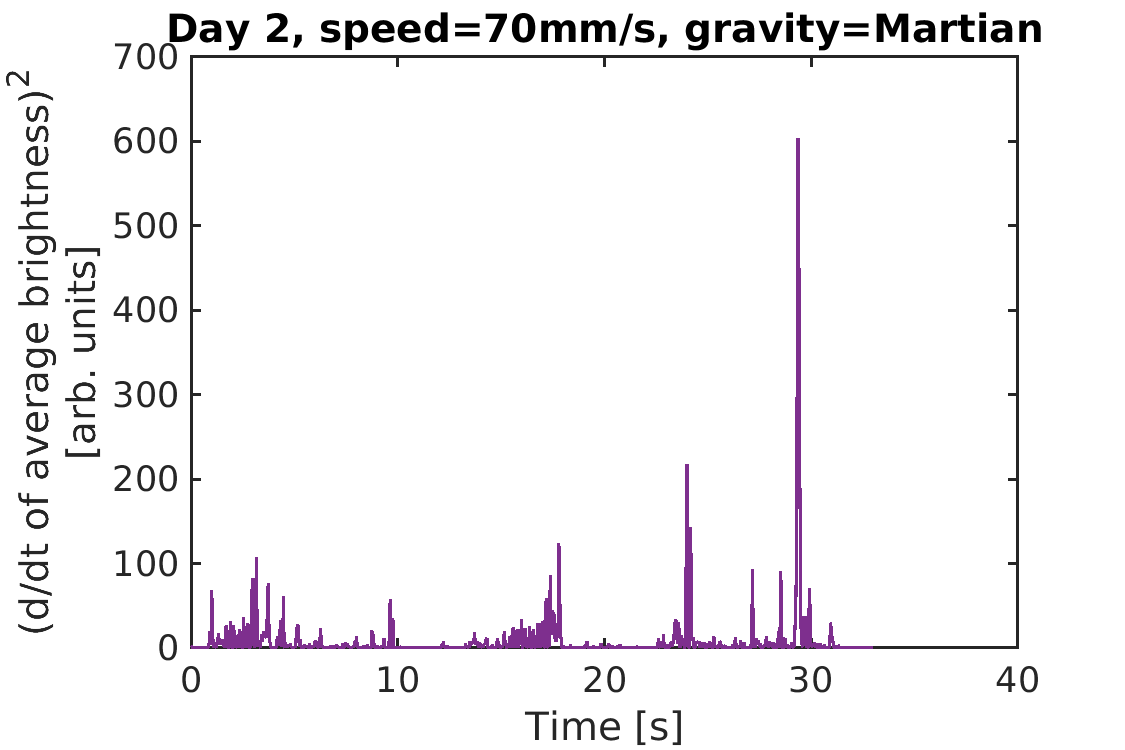 Day 2, speed=70mm/s, gravity=Martian
(d/dt of average brightness)²
[arb. units]
700
600
500
400
300
200
100
0
0 10 20 30 40
Time [s]